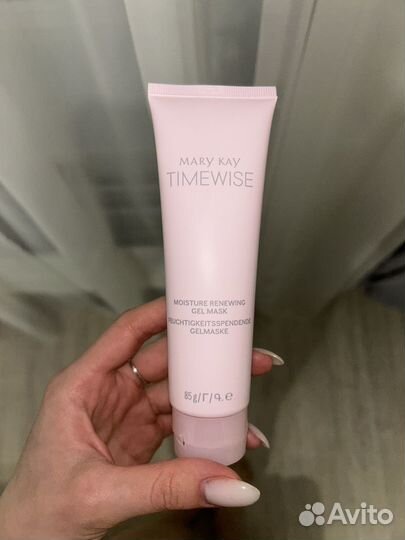 MARY KAY
TIMEWISE
MOISTURE RENEWING
GEL MASK
FEUCHTIGKEITSSPENDENDE
GELMASKE
85 g/Г/գ. ℮
Avito